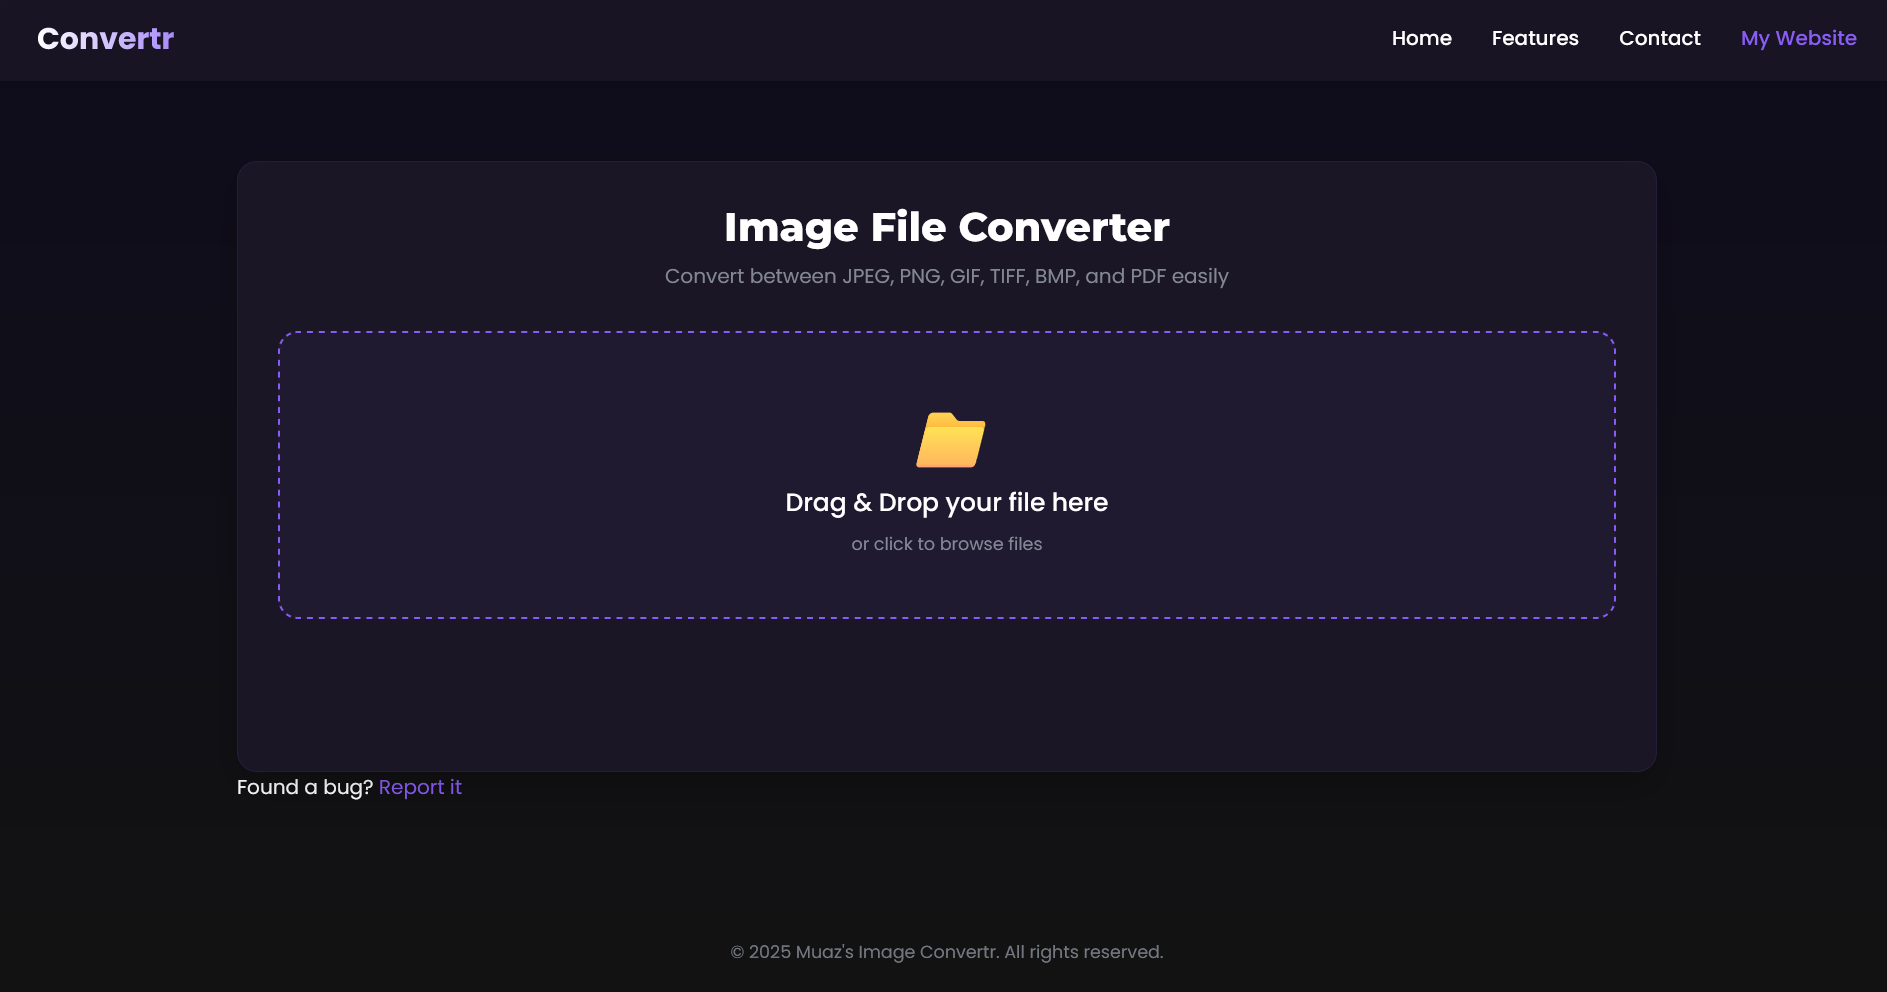 Convertr
Home Features Contact My Website
Image File Converter
Convert between JPEG, PNG, GIF, TIFF, BMP, and PDF easily
Drag & Drop your file here
or click to browse files
Found a bug? Report it
© 2025 Muaz's Image Convertr. All rights reserved.